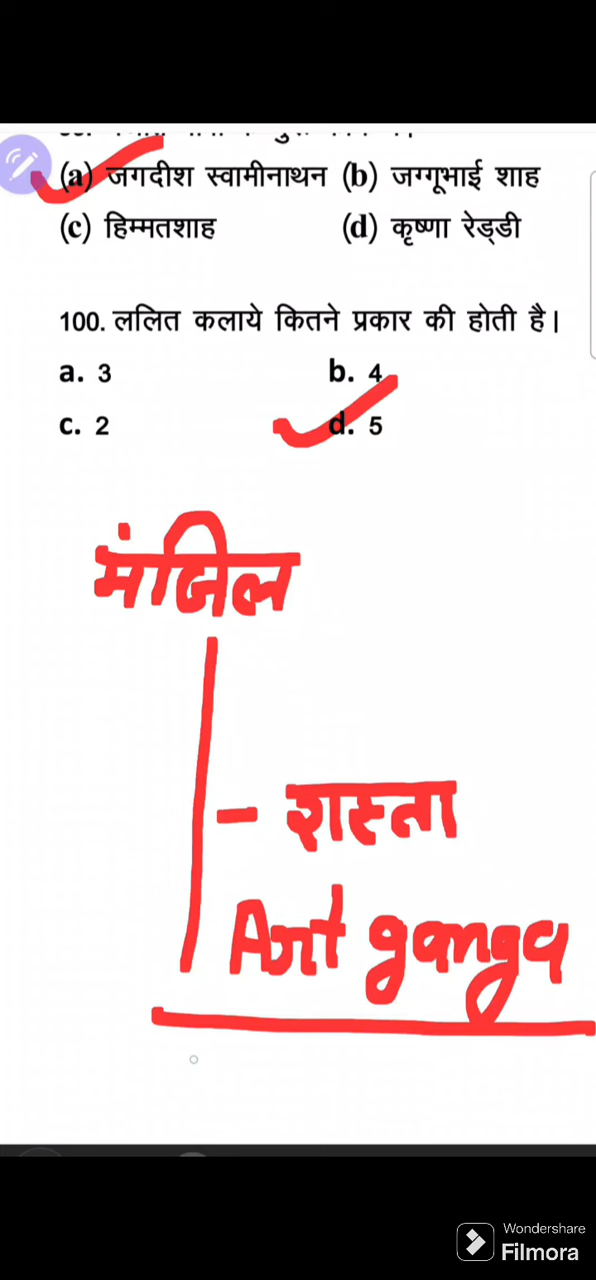 (a) जगदीश स्वामीनाथन (b) जग्गूभाई शाह
(c) हिम्मतशाह (d) कृष्णा रेड्डी
100. ललित कलाये कितने प्रकार की होती है।
a. 3 b. 4
c. 2 d. 5
मंजिल
- रास्ता
Art ganga
Wondershare
Filmora